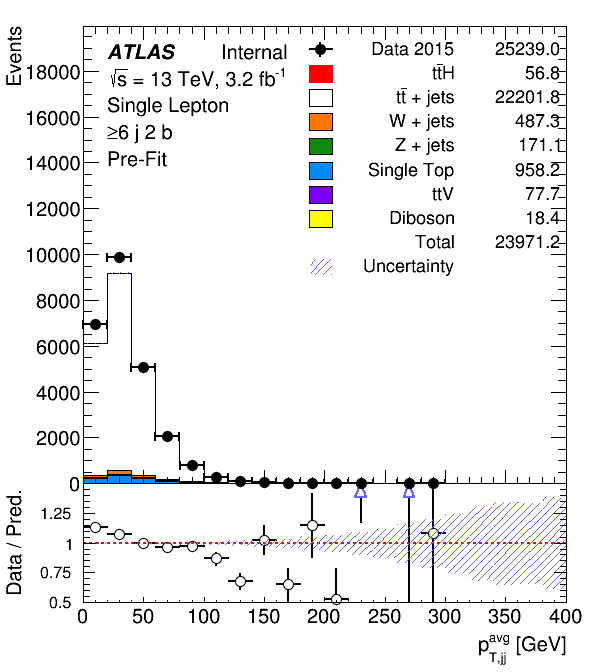 Events
18000
16000
14000
12000
10000
8000
6000
4000
2000
0
ATLAS Internal
√s = 13 TeV, 3.2 fb⁻¹
Single Lepton
≥6 j 2 b
Pre-Fit
Data 2015 25239.0
tt̄H 56.8
tt̄ + jets 22201.8
W + jets 487.3
Z + jets 171.1
Single Top 958.2
ttV 77.7
Diboson 18.4
Total 23971.2
Uncertainty
Data / Pred.
1.25
1
0.75
0.5
0 50 100 150 200 250 300 350 400
p_{T,jj}^{avg} [GeV]